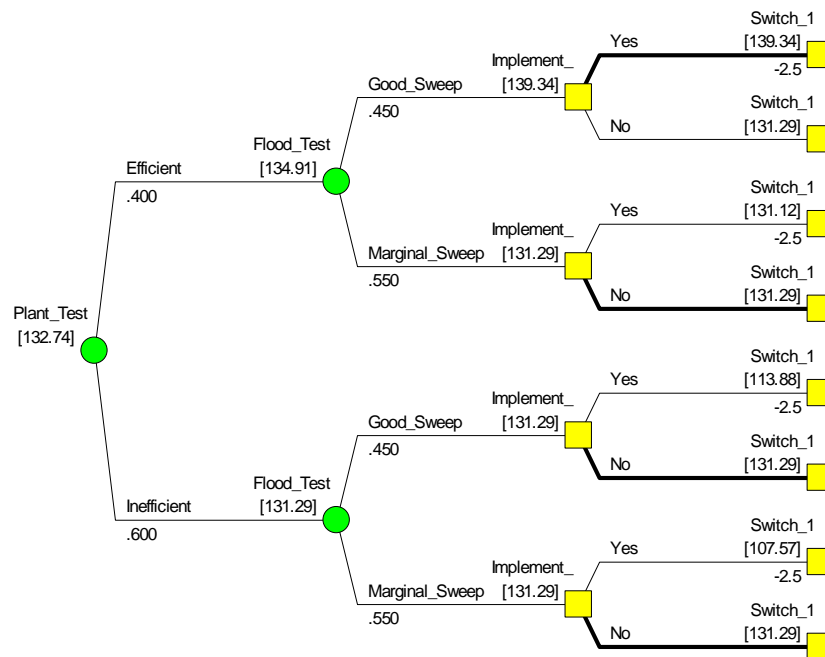 Switch_1
Yes [139.34]
-2.5
Implement_
[139.34]
Good_Sweep
.450
Switch_1
No [131.29]
Flood_Test
[134.91]
Efficient
.400
Switch_1
Yes [131.12]
-2.5
Implement_
[131.29]
Marginal_Sweep
.550
Switch_1
No [131.29]
Plant_Test
[132.74]
Switch_1
Yes [113.88]
-2.5
Implement_
[131.29]
Good_Sweep
.450
Switch_1
No [131.29]
Flood_Test
[131.29]
Inefficient
.600
Switch_1
Yes [107.57]
-2.5
Implement_
[131.29]
Marginal_Sweep
.550
Switch_1
No [131.29]